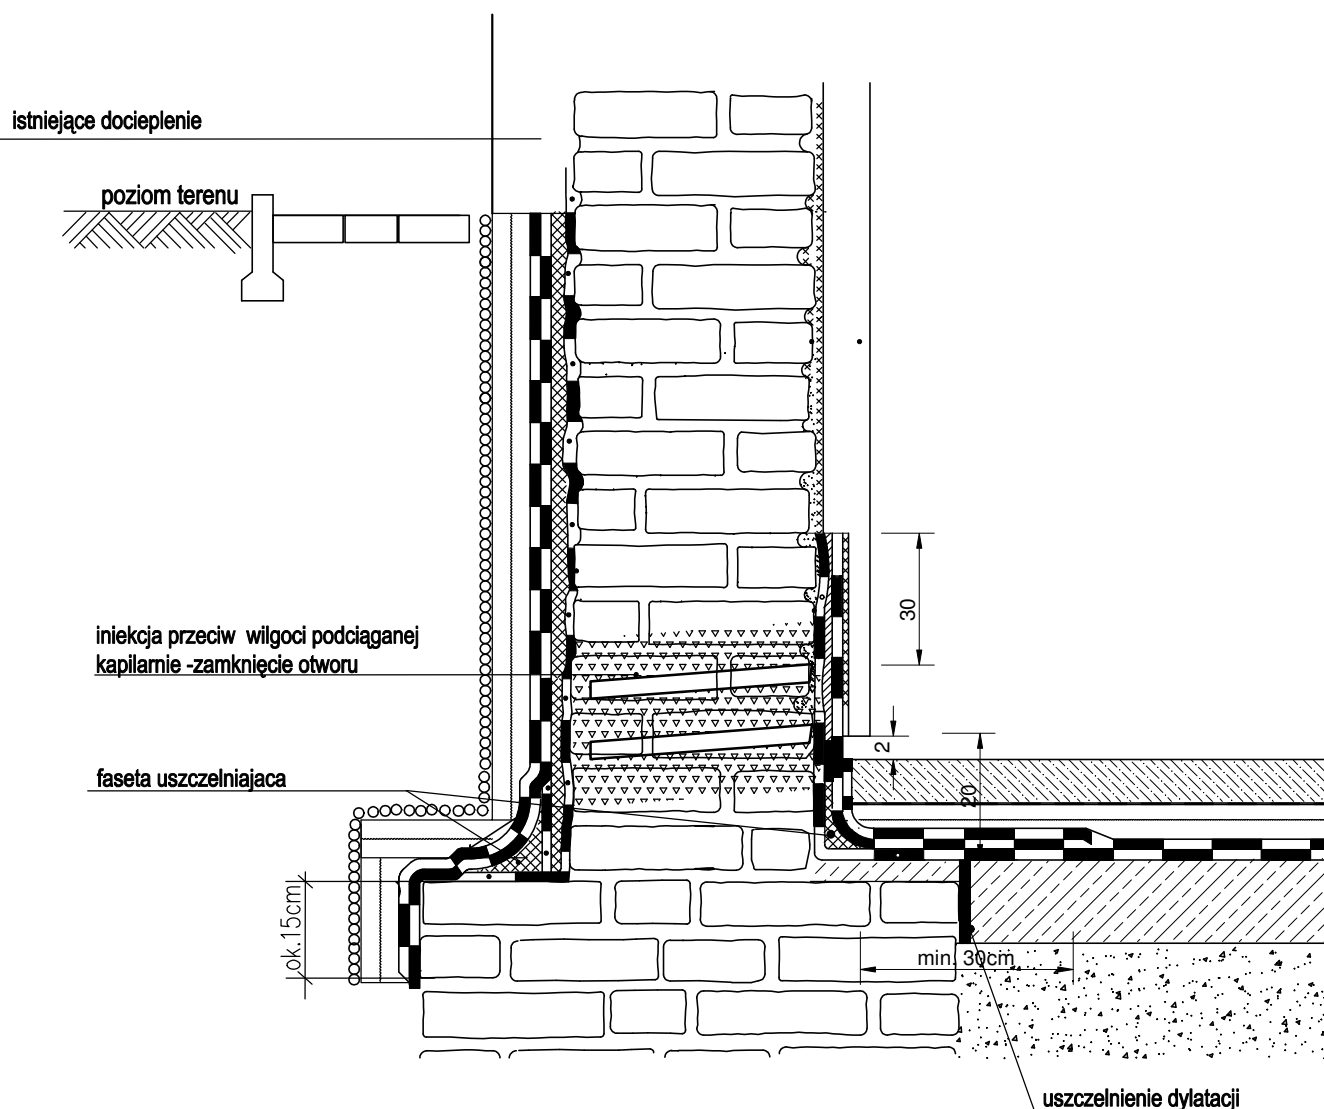 istniejące docieplenie
poziom terenu
30
iniekcja przeciw wilgoci podciąganej
kapilarnie -zamknięcie otworu
2
faseta uszczelniajaca
20
ok.15cm
min. 30cm
uszczelnienie dylatacji